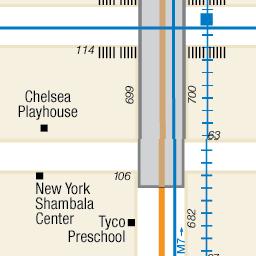 114
699
700
Chelsea
Playhouse
63
106
New York
Shambala
Center
Tyco
Preschool
682
M7→